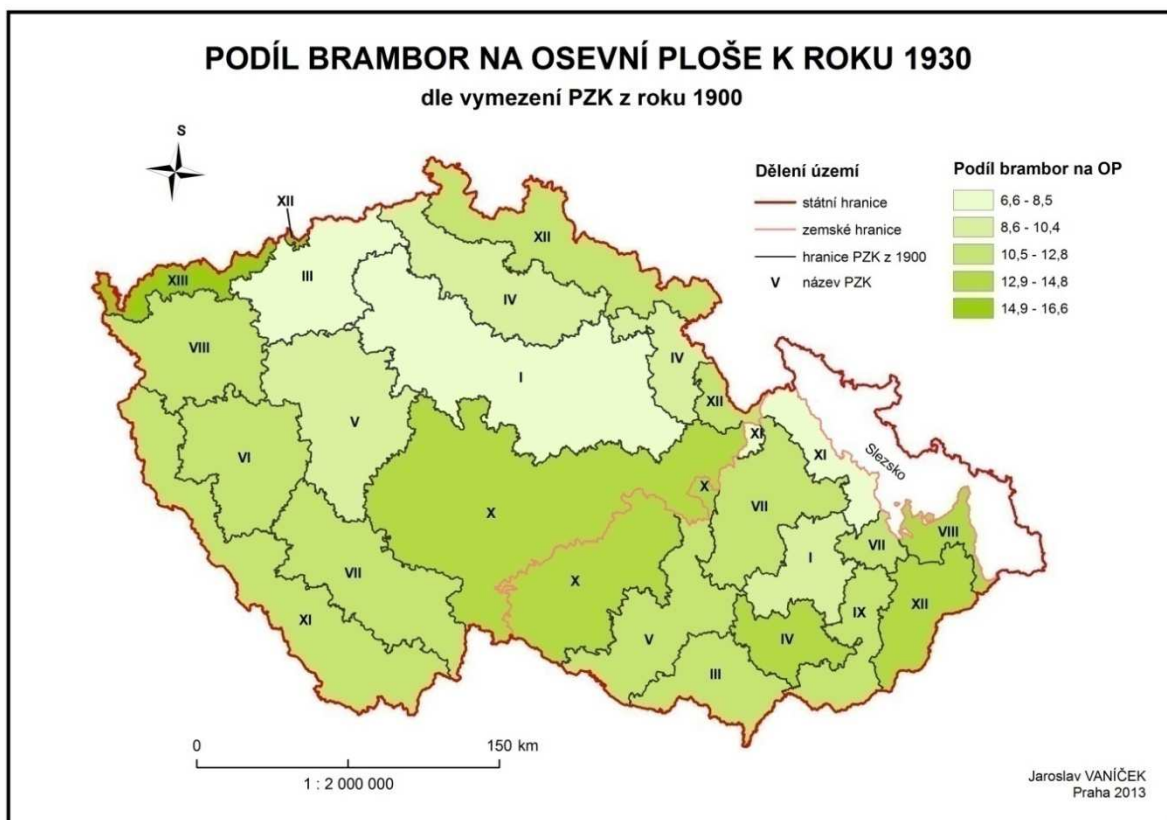 PODÍL BRAMBOR NA OSEVNÍ PLOŠE K ROKU 1930
dle vymezení PZK z roku 1900
S
Dělení území
státní hranice
zemské hranice
hranice PZK z 1900
V název PZK
Podíl brambor na OP
6,6 - 8,5
8,6 - 10,4
10,5 - 12,8
12,9 - 14,8
14,9 - 16,6
XII
XII
XIII
III
IV
VIII
I
IV
XII
V
XI
VI
XI
Slezsko
X
X
VII
VIII
VII
I
VII
X
IX
XII
XI
V
IV
III
0 150 km
1 : 2 000 000
Jaroslav VANÍČEK
Praha 2013